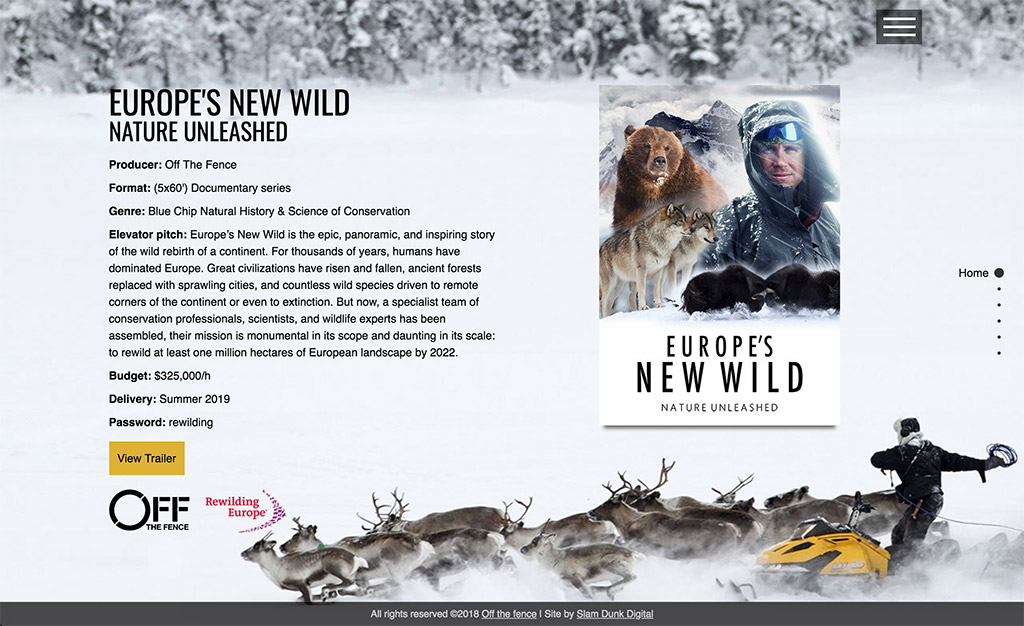 EUROPE'S NEW WILD
NATURE UNLEASHED
Producer: Off The Fence
Format: (5x60') Documentary series
Genre: Blue Chip Natural History & Science of Conservation
Elevator pitch: Europe's New Wild is the epic, panoramic, and inspiring story
of the wild rebirth of a continent. For thousands of years, humans have
dominated Europe. Great civilizations have risen and fallen, ancient forests
replaced with sprawling cities, and countless wild species driven to remote
corners of the continent or even to extinction. But now, a specialist team of
conservation professionals, scientists, and wildlife experts has been
assembled, their mission is monumental in its scope and daunting in its scale:
to rewild at least one million hectares of European landscape by 2022.
Budget: $325,000/h
Delivery: Summer 2019
Password: rewilding
View Trailer
OFF
THE FENCE
Rewilding
Europe
EUROPE'S
NEW WILD
NATURE UNLEASHED
Home
All rights reserved ©2018 Off the fence | Site by Slam Dunk Digital